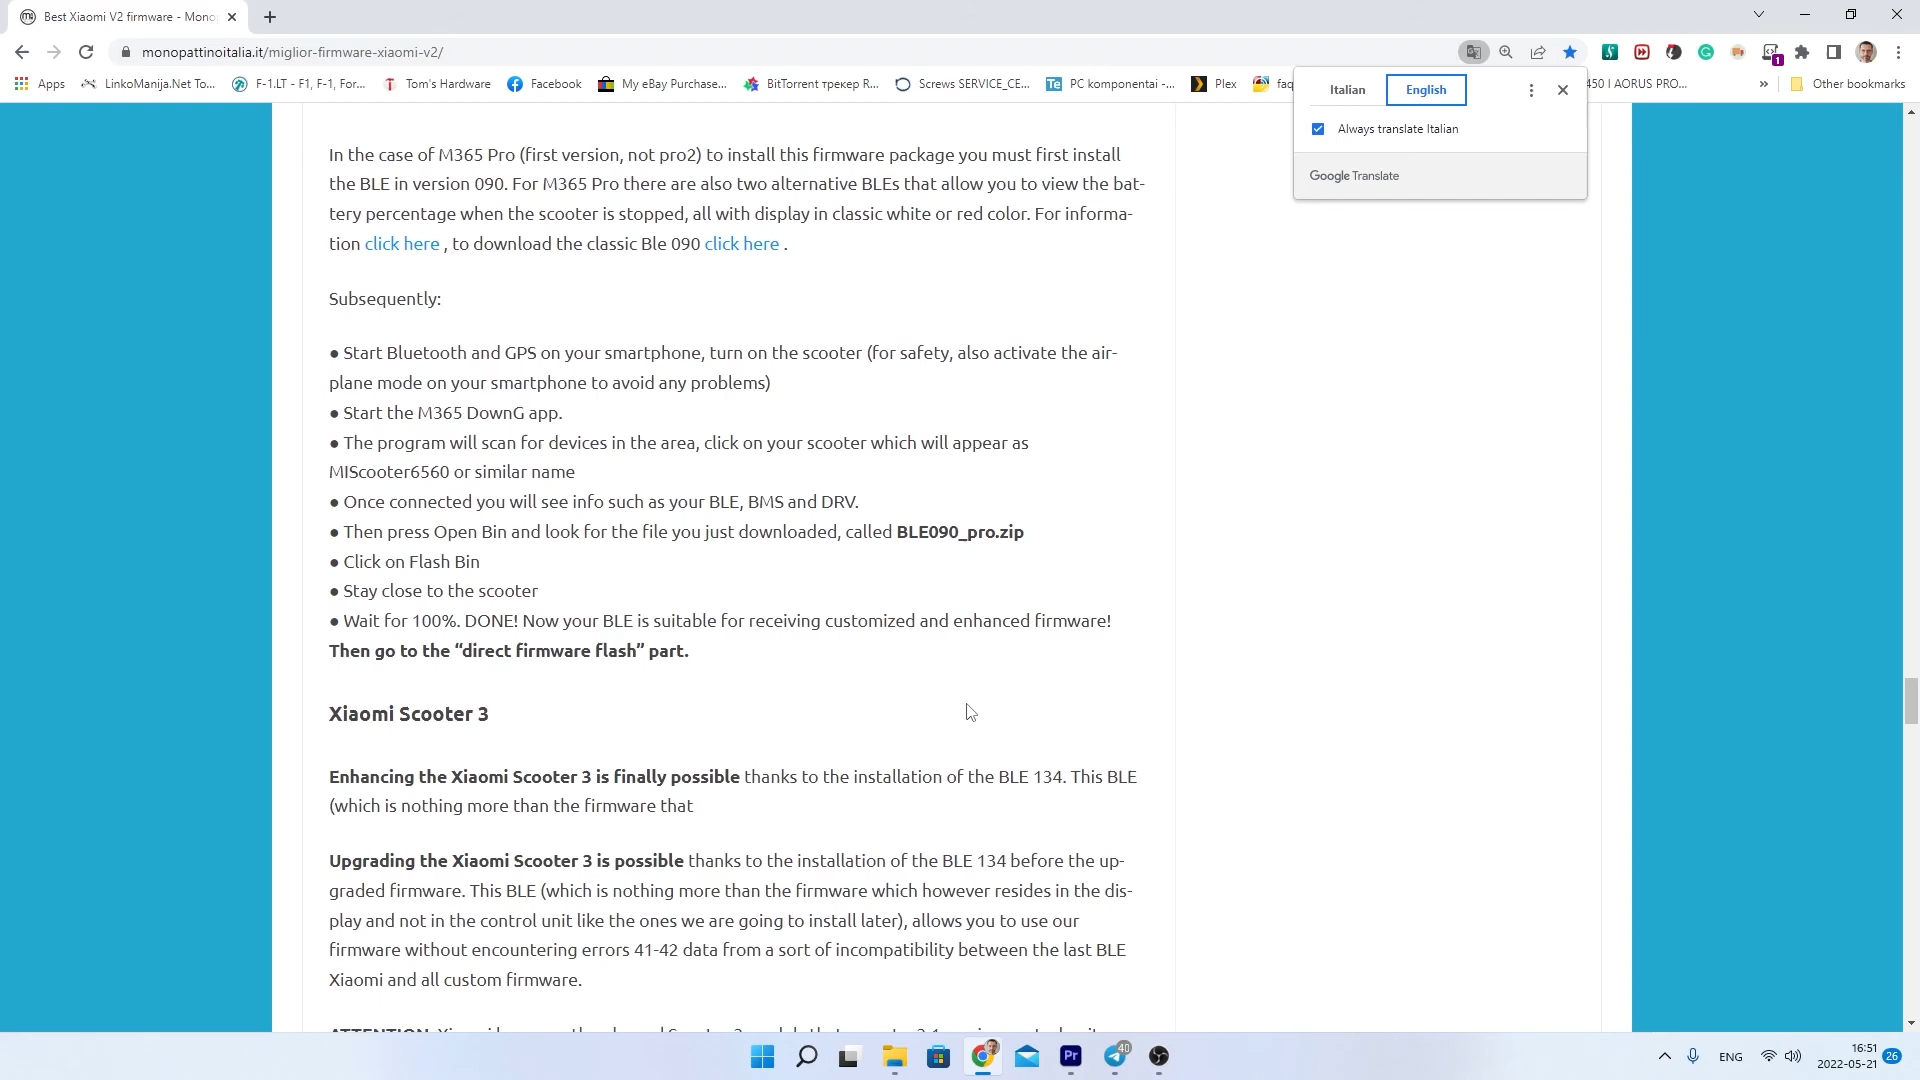 Best Xiaomi V2 firmware - Mono
monopattinoitalia.it/miglior-firmware-xiaomi-v2/
1
Apps
LinkoManija.Net To...
F-1.LT - F1, F-1, For...
Tom's Hardware
Facebook
My eBay Purchase...
BitTorrent трекер R...
Screws SERVICE_CE...
PC komponentai -...
Plex
faq
450 I AORUS PRO...
»
Other bookmarks
Italian
English
Always translate Italian
Google Translate
In the case of M365 Pro (first version, not pro2) to install this firmware package you must first install
the BLE in version 090. For M365 Pro there are also two alternative BLEs that allow you to view the bat-
tery percentage when the scooter is stopped, all with display in classic white or red color. For informa-
tion click here , to download the classic Ble 090 click here .
Subsequently:
● Start Bluetooth and GPS on your smartphone, turn on the scooter (for safety, also activate the air-
plane mode on your smartphone to avoid any problems)
● Start the M365 DownG app.
● The program will scan for devices in the area, click on your scooter which will appear as
MIScooter6560 or similar name
● Once connected you will see info such as your BLE, BMS and DRV.
● Then press Open Bin and look for the file you just downloaded, called BLE090_pro.zip
● Click on Flash Bin
● Stay close to the scooter
● Wait for 100%. DONE! Now your BLE is suitable for receiving customized and enhanced firmware!
Then go to the “direct firmware flash” part.
Xiaomi Scooter 3
Enhancing the Xiaomi Scooter 3 is finally possible thanks to the installation of the BLE 134. This BLE
(which is nothing more than the firmware that
Upgrading the Xiaomi Scooter 3 is possible thanks to the installation of the BLE 134 before the up-
graded firmware. This BLE (which is nothing more than the firmware which however resides in the dis-
play and not in the control unit like the ones we are going to install later), allows you to use our
firmware without encountering errors 41-42 data from a sort of incompatibility between the last BLE
Xiaomi and all custom firmware.
Pr
40
ENG
16:51
2022-05-21
26